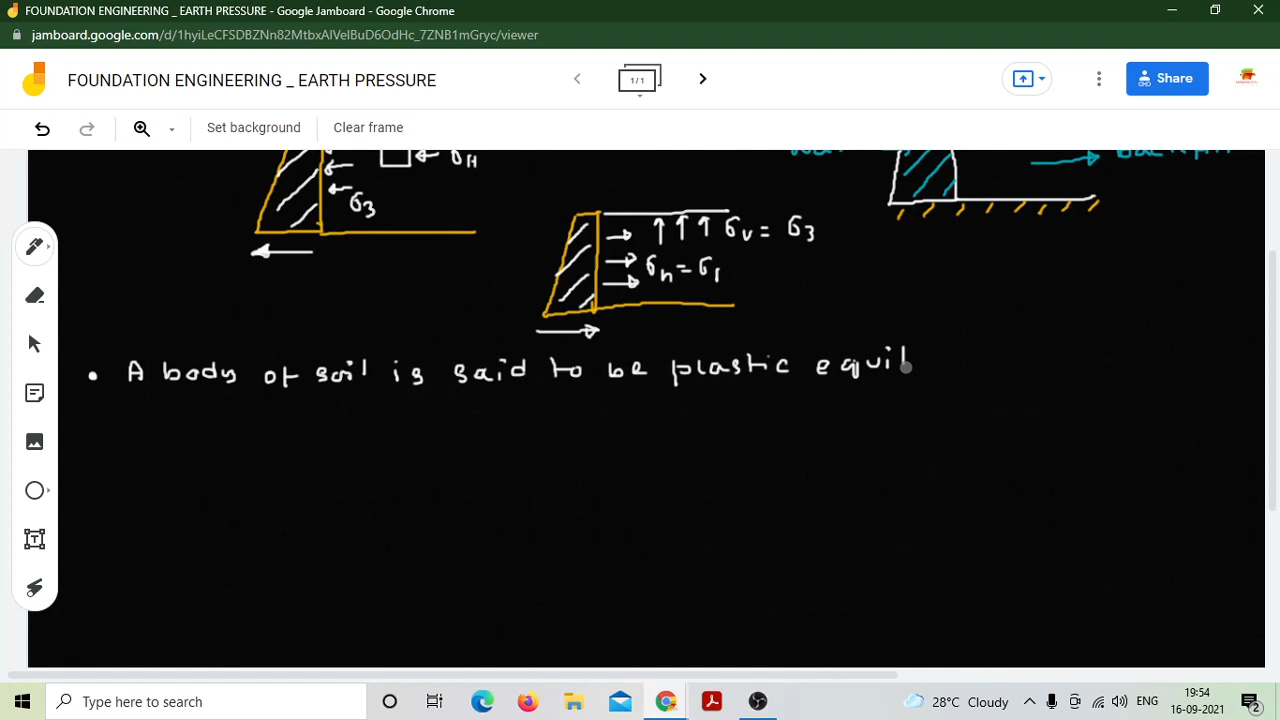 FOUNDATION ENGINEERING _ EARTH PRESSURE - Google Jamboard - Google Chrome
jamboard.google.com/d/1hyiLeCFSDBZNn82MtbxAIVelBuD6OdHc_7ZNB1mGryc/viewer
FOUNDATION ENGINEERING _ EARTH PRESSURE
1/1
Share
Set background
Clear frame
σH
σ3
σv = σ3
σh = σ1
• A body of soil is said to be plastic equil
Type here to search
28°C Cloudy
ENG
19:54
16-09-2021
2